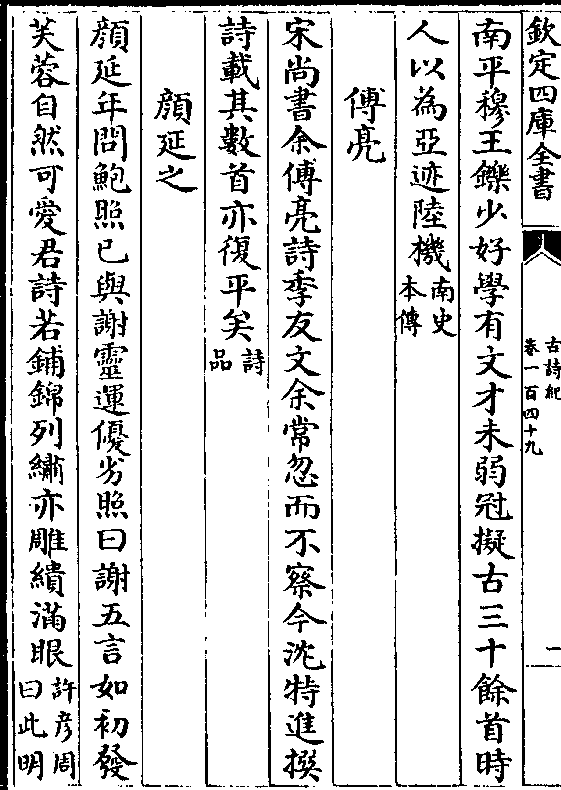 欽定四庫全書
古詩紀
卷一百四十九
一
南平穆王鑠少好學有文才未弱冠擬古三十餘首時
人以為亞迹陸機南史本傳
傅亮
宋尚書余傅亮詩季友文余常忽而不察今沈特進撰
詩載其數首亦復平矣詩品
顔延之
顔延年問鮑照已與謝靈運優劣照曰謝五言如初發
芙蓉自然可愛君詩若鋪錦列繡亦雕繢滿眼許彦周曰此明